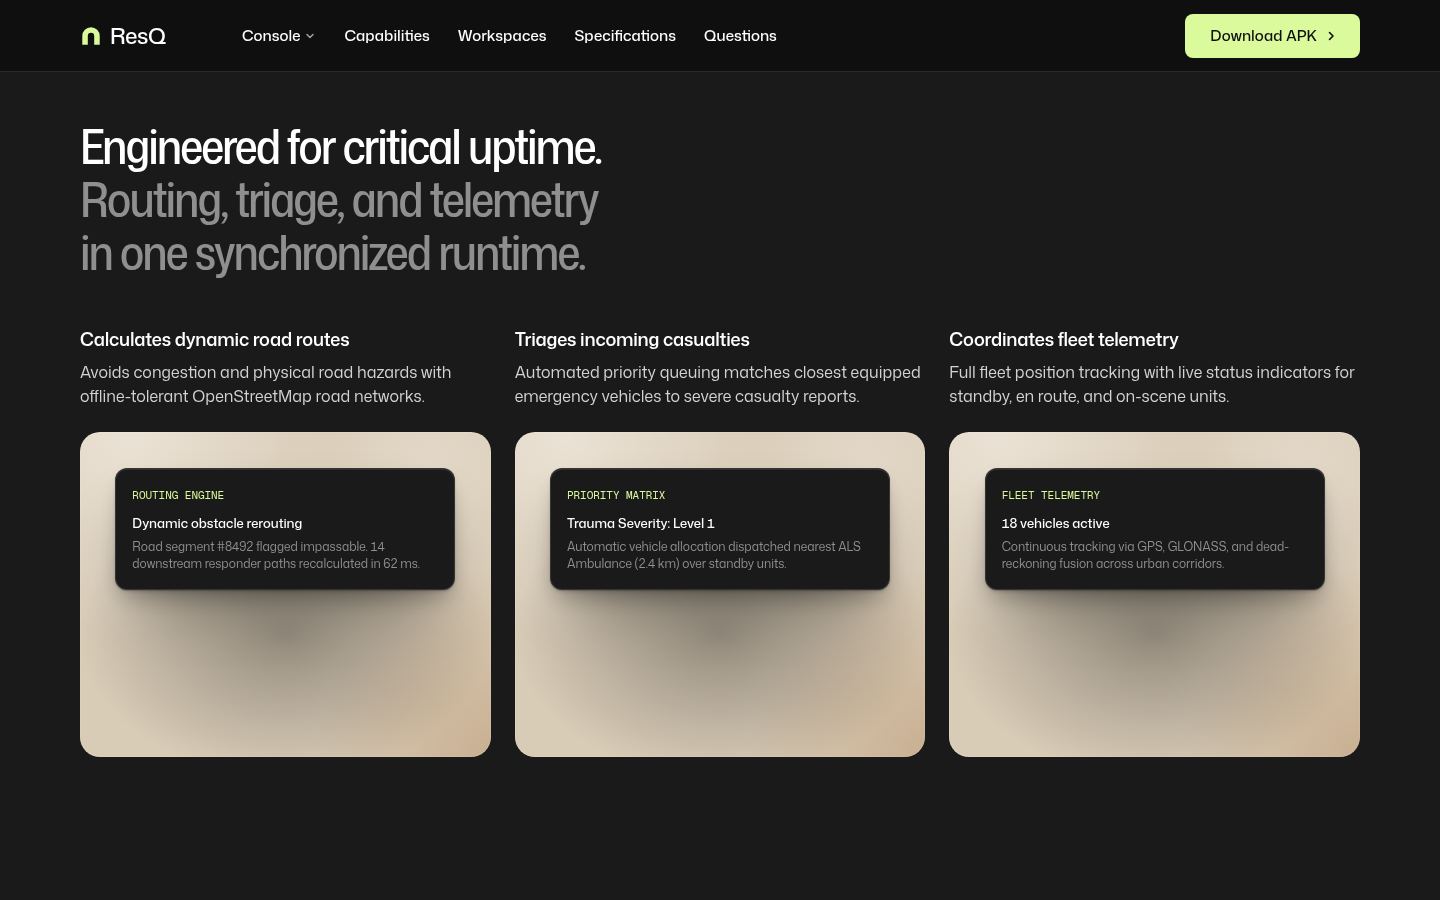 ResQ
Console
Capabilities
Workspaces
Specifications
Questions
Download APK
Engineered for critical uptime.
Routing, triage, and telemetry
in one synchronized runtime.
Calculates dynamic road routes
Avoids congestion and physical road hazards with
offline-tolerant OpenStreetMap road networks.
ROUTING ENGINE
Dynamic obstacle rerouting
Road segment #8492 flagged impassable. 14
downstream responder paths recalculated in 62 ms.
Triages incoming casualties
Automated priority queuing matches closest equipped
emergency vehicles to severe casualty reports.
PRIORITY MATRIX
Trauma Severity: Level 1
Automatic vehicle allocation dispatched nearest ALS
Ambulance (2.4 km) over standby units.
Coordinates fleet telemetry
Full fleet position tracking with live status indicators for
standby, en route, and on-scene units.
FLEET TELEMETRY
18 vehicles active
Continuous tracking via GPS, GLONASS, and dead-
reckoning fusion across urban corridors.